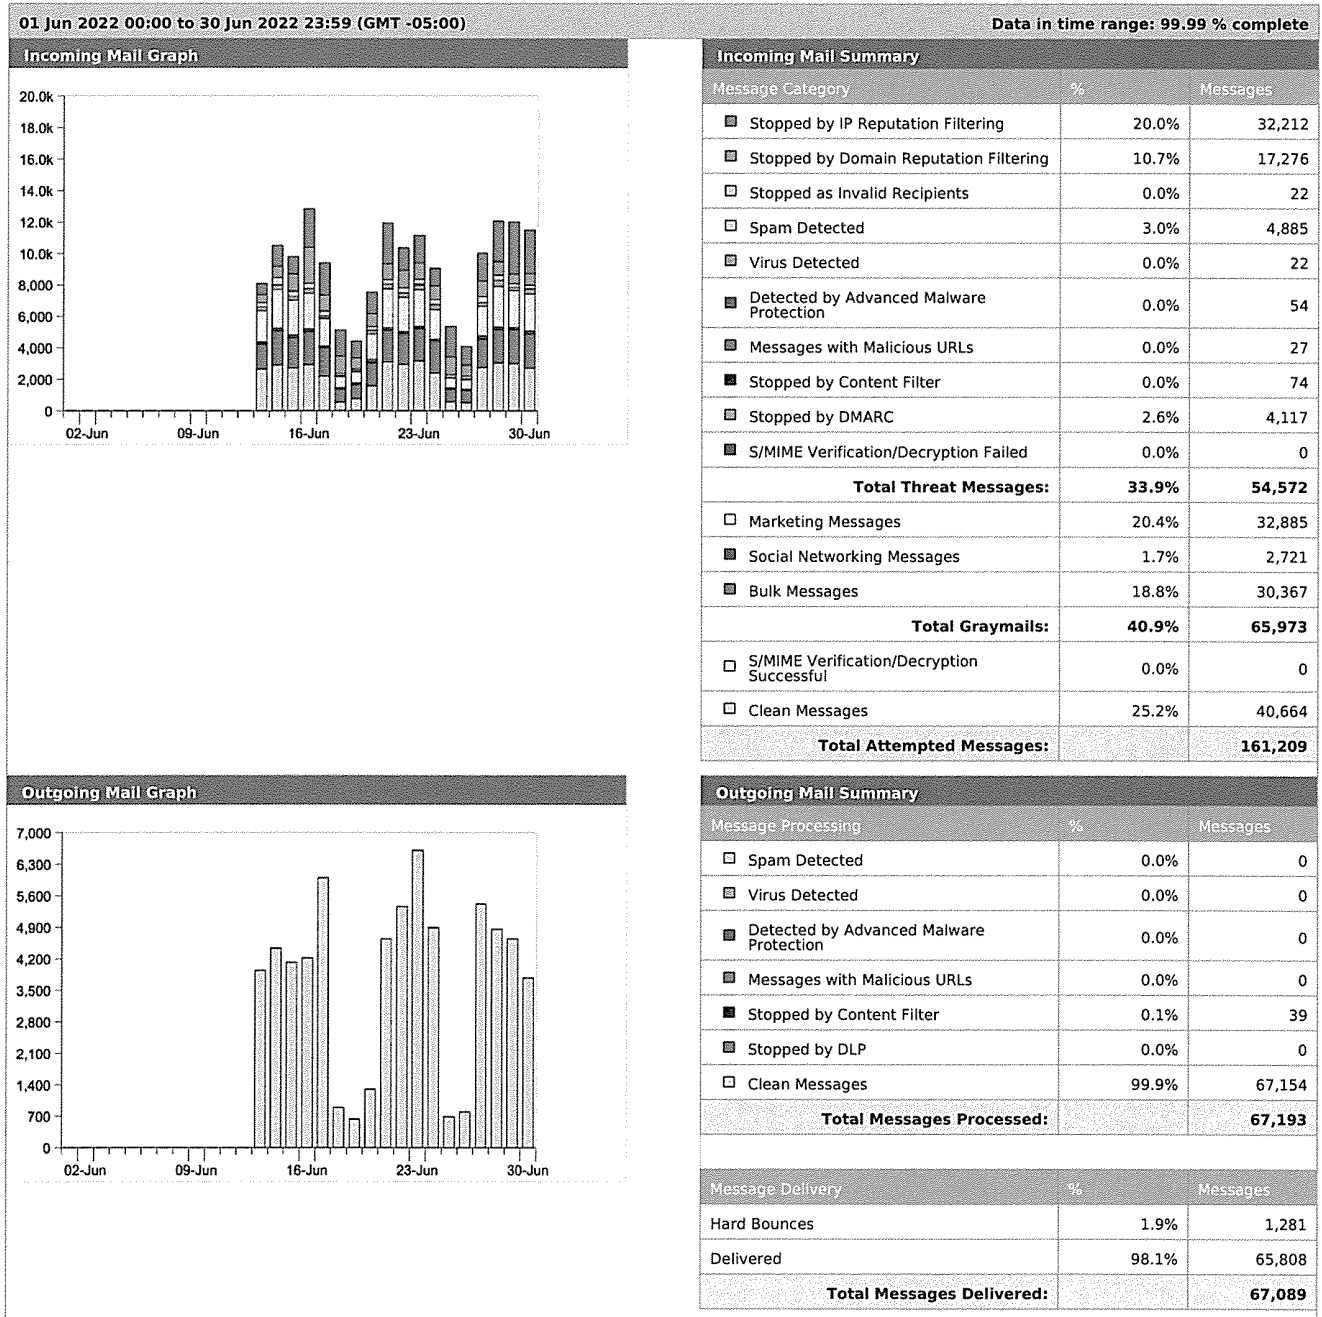 01 Jun 2022 00:00 to 30 Jun 2022 23:59 (GMT -05:00) Data in time range: 99.99 % complete
Incoming Mail Graph
20.0k
18.0k
16.0k
14.0k
12.0k
10.0k
8,000
6,000
4,000
2,000
0
02-Jun 09-Jun 16-Jun 23-Jun 30-Jun
Incoming Mail Summary
Message Category % Messages
Stopped by IP Reputation Filtering 20.0% 32,212
Stopped by Domain Reputation Filtering 10.7% 17,276
Stopped as Invalid Recipients 0.0% 22
Spam Detected 3.0% 4,885
Virus Detected 0.0% 22
Detected by Advanced Malware
Protection 0.0% 54
Messages with Malicious URLs 0.0% 27
Stopped by Content Filter 0.0% 74
Stopped by DMARC 2.6% 4,117
S/MIME Verification/Decryption Failed 0.0% 0
Total Threat Messages: 33.9% 54,572
Marketing Messages 20.4% 32,885
Social Networking Messages 1.7% 2,721
Bulk Messages 18.8% 30,367
Total Graymails: 40.9% 65,973
S/MIME Verification/Decryption
Successful 0.0% 0
Clean Messages 25.2% 40,664
Total Attempted Messages: 161,209
Outgoing Mail Graph
7,000
6,300
5,600
4,900
4,200
3,500
2,800
2,100
1,400
700
0
02-Jun 09-Jun 16-Jun 23-Jun 30-Jun
Outgoing Mail Summary
Message Processing % Messages
Spam Detected 0.0% 0
Virus Detected 0.0% 0
Detected by Advanced Malware
Protection 0.0% 0
Messages with Malicious URLs 0.0% 0
Stopped by Content Filter 0.1% 39
Stopped by DLP 0.0% 0
Clean Messages 99.9% 67,154
Total Messages Processed: 67,193
Message Delivery % Messages
Hard Bounces 1.9% 1,281
Delivered 98.1% 65,808
Total Messages Delivered: 67,089